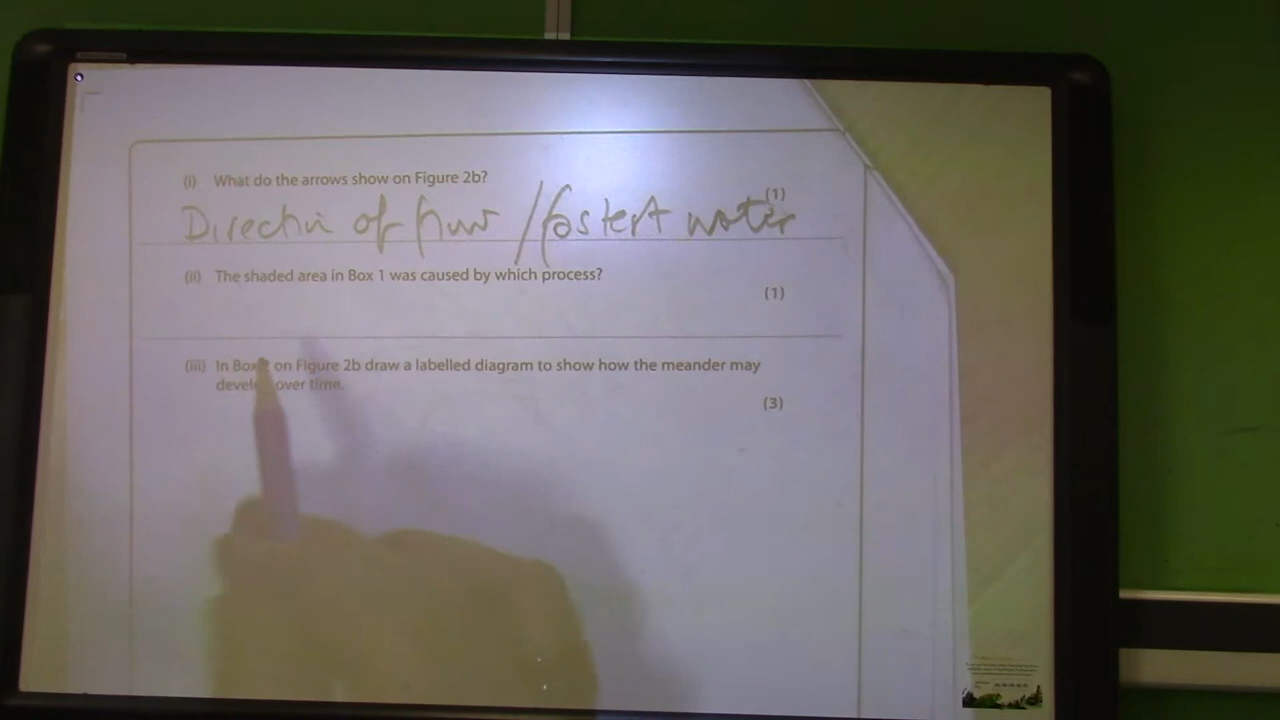 (i) What do the arrows show on Figure 2b?
(1)
Direction of flow / fastest water
(ii) The shaded area in Box 1 was caused by which process?
(1)
(iii) In Box on Figure 2b draw a labelled diagram to show how the meander may
over time.
(3)